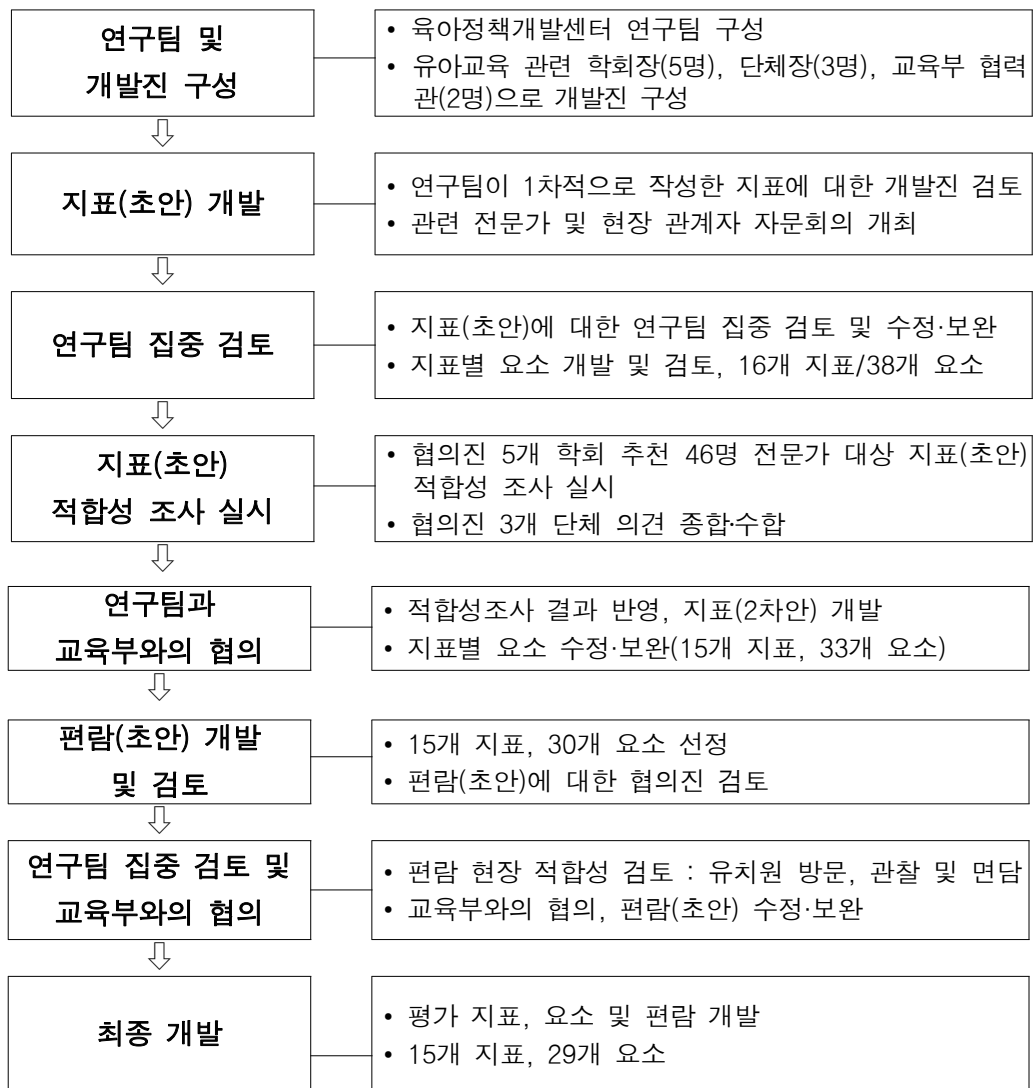 연구팀 및
개발진 구성
• 육아정책개발센터 연구팀 구성
• 유아교육 관련 학회장(5명), 단체장(3명), 교육부 협력
관(2명)으로 개발진 구성
지표(초안) 개발
• 연구팀이 1차적으로 작성한 지표에 대한 개발진 검토
• 관련 전문가 및 현장 관계자 자문회의 개최
연구팀 집중 검토
• 지표(초안)에 대한 연구팀 집중 검토 및 수정·보완
• 지표별 요소 개발 및 검토, 16개 지표/38개 요소
지표(초안)
적합성 조사 실시
• 협의진 5개 학회 추천 46명 전문가 대상 지표(초안)
적합성 조사 실시
• 협의진 3개 단체 의견 종합·수합
연구팀과
교육부와의 협의
• 적합성조사 결과 반영, 지표(2차안) 개발
• 지표별 요소 수정·보완(15개 지표, 33개 요소)
편람(초안) 개발
및 검토
• 15개 지표, 30개 요소 선정
• 편람(초안)에 대한 협의진 검토
연구팀 집중 검토 및
교육부와의 협의
• 편람 현장 적합성 검토 : 유치원 방문, 관찰 및 면담
• 교육부와의 협의, 편람(초안) 수정·보완
최종 개발
• 평가 지표, 요소 및 편람 개발
• 15개 지표, 29개 요소